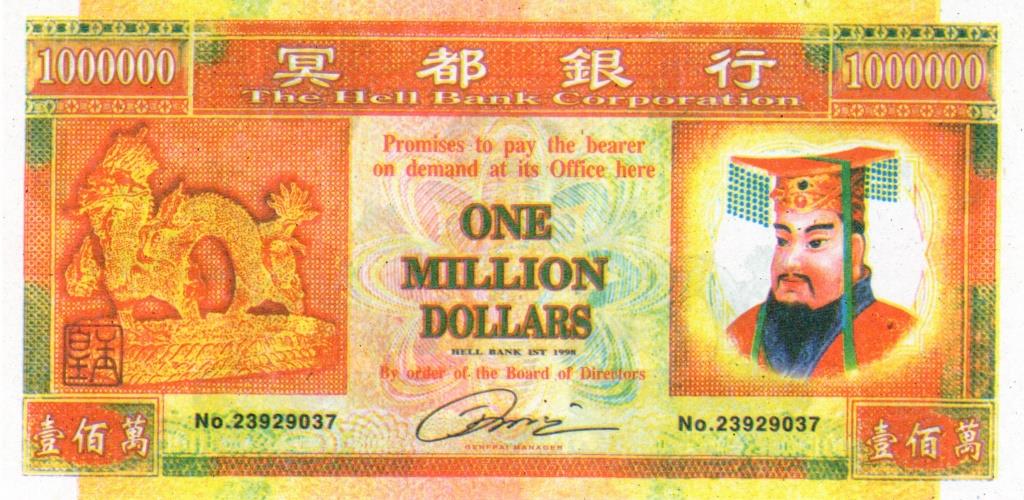 1000000
冥都銀行
1000000
The Hell Bank Corporation
Promises to pay the bearer
on demand at its Office here
ONE
MILLION
DOLLARS
HELL BANK IST 1998
By order of the Board of Directors
No.23929037
No.23929037
GENERAL MANAGER
壹佰萬
壹佰萬